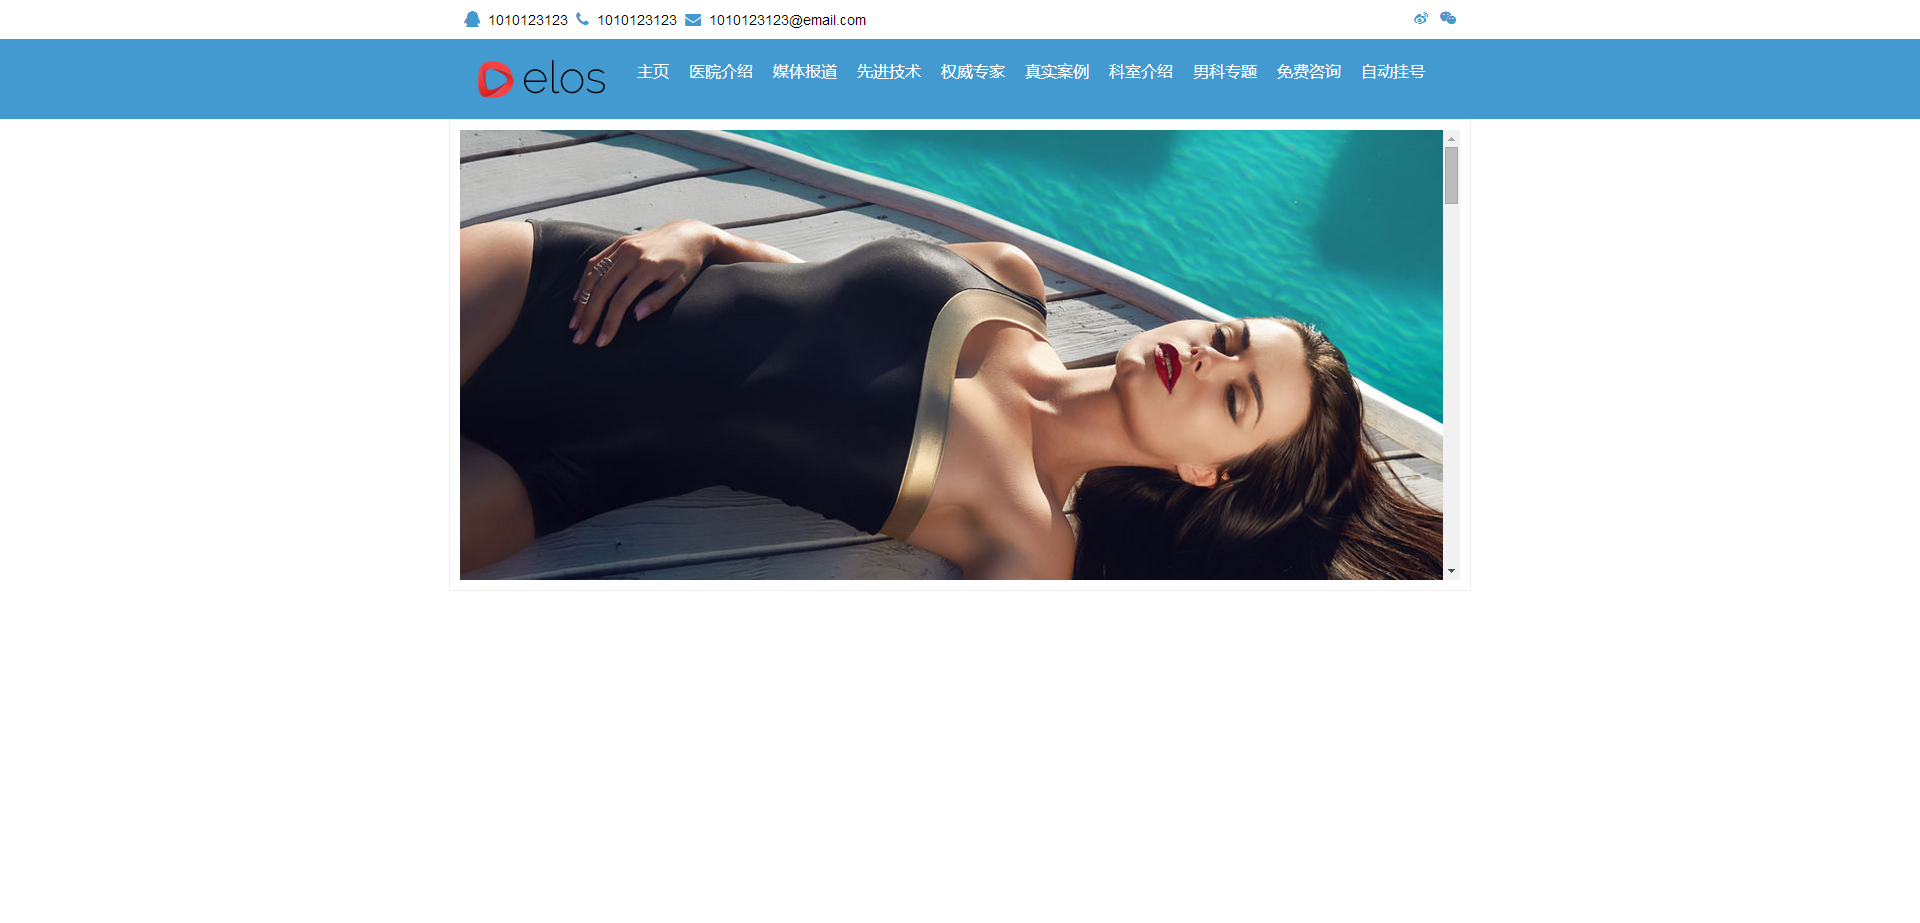 1010123123 1010123123 1010123123@email.com
elos 主页 医院介绍 媒体报道 先进技术 权威专家 真实案例 科室介绍 男科专题 免费咨询 自动挂号